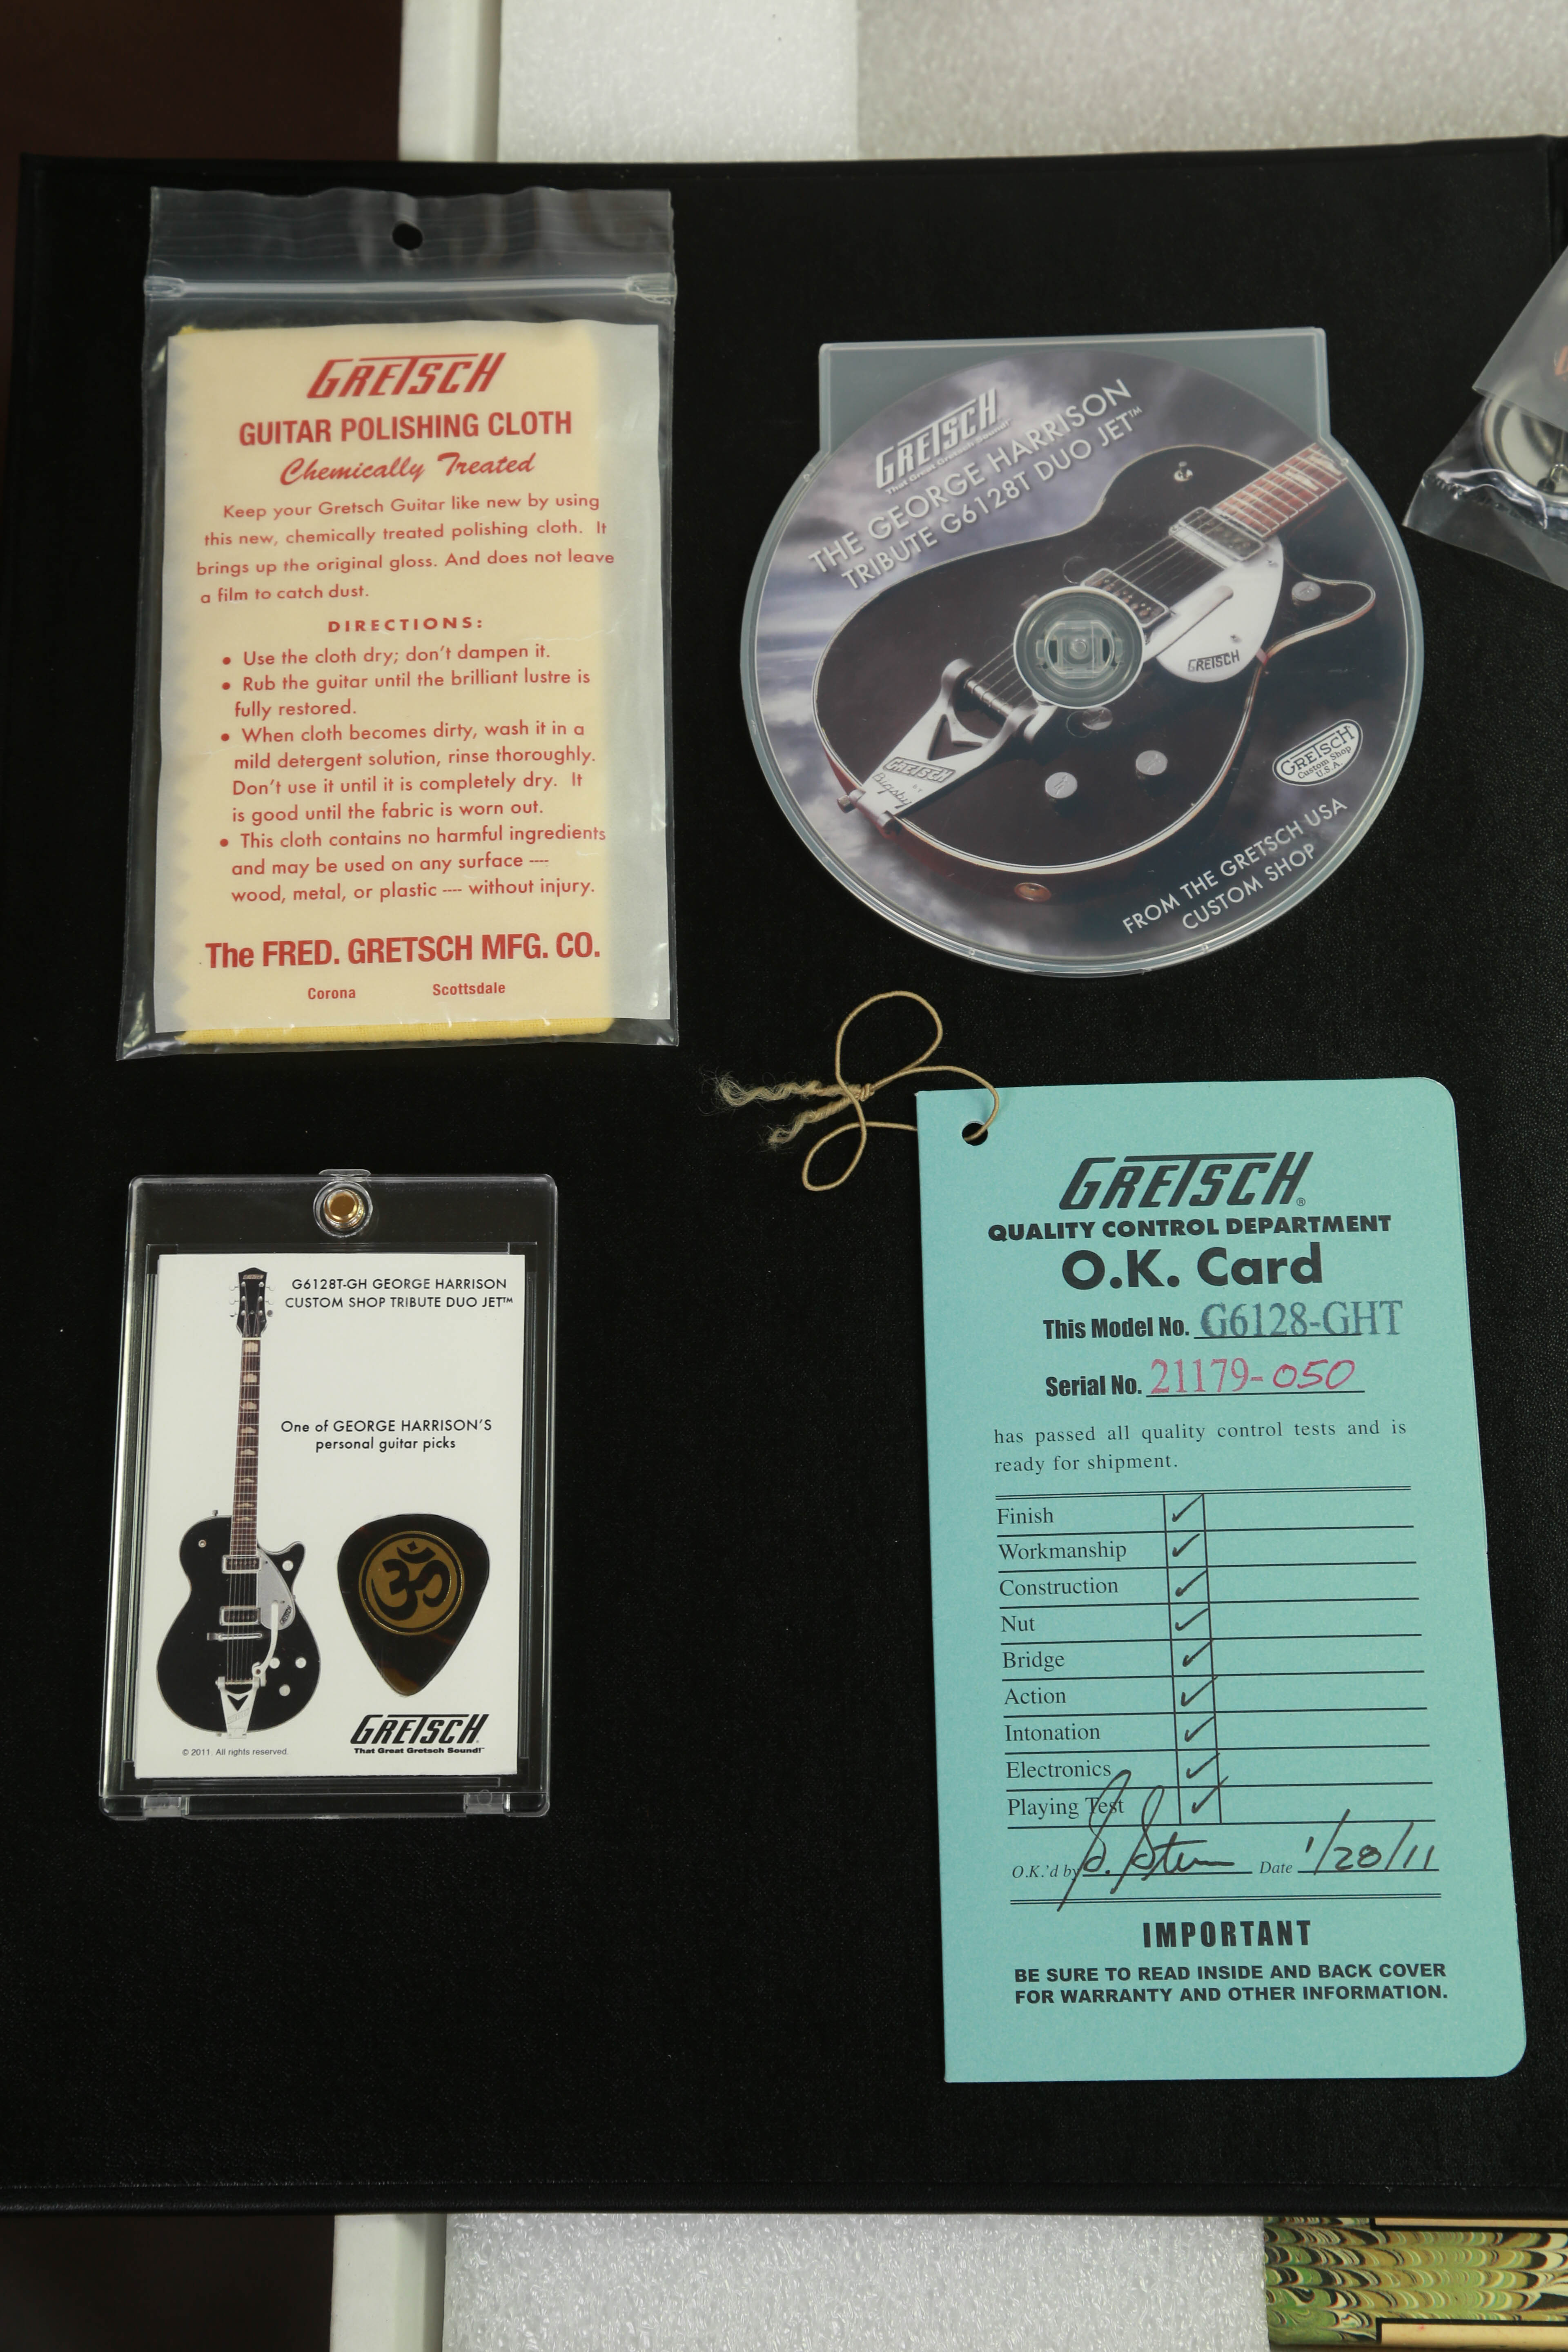 GRETSCH
GUITAR POLISHING CLOTH
Chemically Treated
Keep your Gretsch Guitar like new by using
this new, chemically treated polishing cloth. It
brings up the original gloss. And does not leave
a film to catch dust.
DIRECTIONS:
• Use the cloth dry; don't dampen it.
• Rub the guitar until the brilliant lustre is
fully restored.
• When cloth becomes dirty, wash it in a
mild detergent solution, rinse thoroughly.
Don't use it until it is completely dry. It
is good until the fabric is worn out.
• This cloth contains no harmful ingredients
and may be used on any surface ----
wood, metal, or plastic ---- without injury.
The FRED. GRETSCH MFG. CO.
Corona Scottsdale
GRETSCH
That Great Gretsch Sound!
THE GEORGE HARRISON
TRIBUTE G6128T DUO JET™
GRETSCH
GRETSCH
Bigsby
GRETSCH
Custom Shop
U.S.A.
FROM THE GRETSCH USA
CUSTOM SHOP
G6128T-GH GEORGE HARRISON
CUSTOM SHOP TRIBUTE DUO JET™
One of GEORGE HARRISON'S
personal guitar picks
ॐ
GRETSCH®
That Great Gretsch Sound!™
© 2011. All rights reserved.
GRETSCH®
QUALITY CONTROL DEPARTMENT
O.K. Card
This Model No. G6128-GHT
Serial No. 21179-050
has passed all quality control tests and is
ready for shipment.
Finish ✓
Workmanship ✓
Construction ✓
Nut ✓
Bridge ✓
Action ✓
Intonation ✓
Electronics ✓
Playing Test ✓
O.K.'d by S. Stern Date 1/28/11
IMPORTANT
BE SURE TO READ INSIDE AND BACK COVER
FOR WARRANTY AND OTHER INFORMATION.